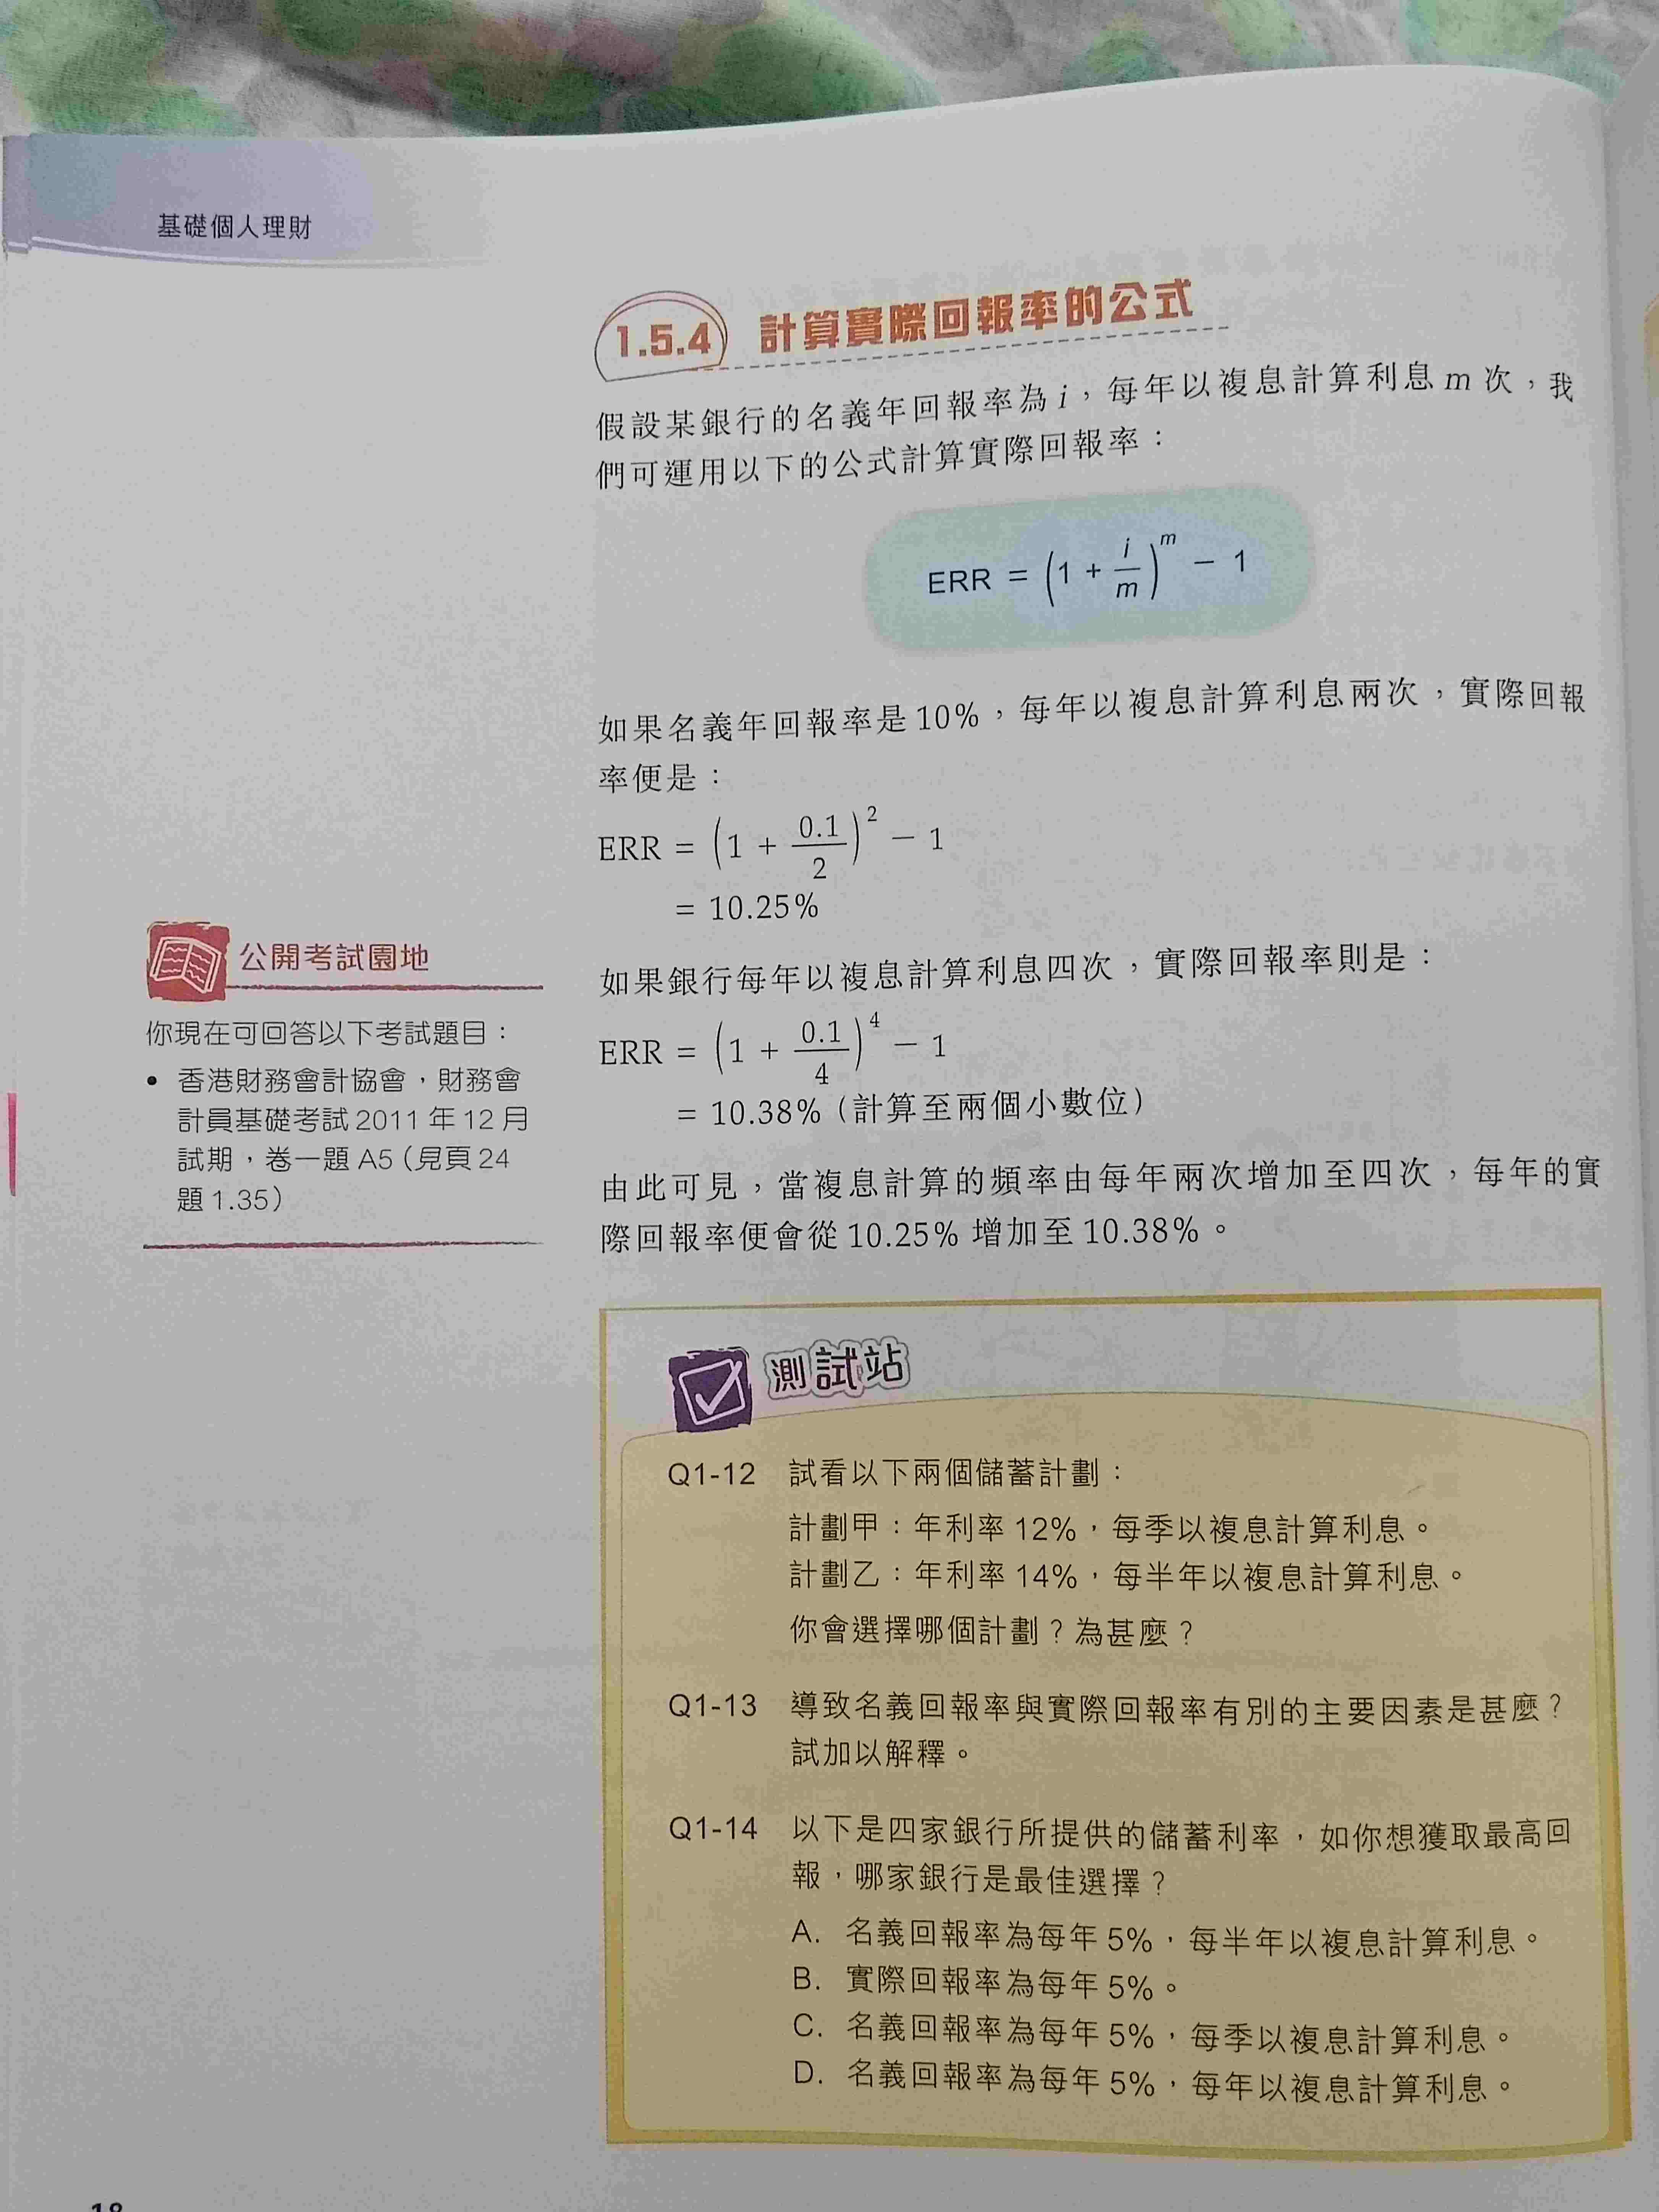 基礎個人理財
1.5.4 計算實際回報率的公式
假設某銀行的名義年回報率為 i，每年以複息計算利息 m 次，我
們可運用以下的公式計算實際回報率：
ERR = (1 + i/m)^m − 1
如果名義年回報率是 10%，每年以複息計算利息兩次，實際回報
率便是：
ERR = (1 + 0.1/2)^2 − 1
= 10.25%
如果銀行每年以複息計算利息四次，實際回報率則是：
ERR = (1 + 0.1/4)^4 − 1
= 10.38%（計算至兩個小數位）
由此可見，當複息計算的頻率由每年兩次增加至四次，每年的實
際回報率便會從 10.25% 增加至 10.38%。
公開考試園地
你現在可回答以下考試題目：
• 香港財務會計協會，財務會
計員基礎考試 2011 年 12 月
試期，卷一題 A5（見頁 24
題 1.35）
測試站
Q1-12 試看以下兩個儲蓄計劃：
計劃甲：年利率 12%，每季以複息計算利息。
計劃乙：年利率 14%，每半年以複息計算利息。
你會選擇哪個計劃？為甚麼？
Q1-13 導致名義回報率與實際回報率有別的主要因素是甚麼？
試加以解釋。
Q1-14 以下是四家銀行所提供的儲蓄利率，如你想獲取最高回
報，哪家銀行是最佳選擇？
A. 名義回報率為每年 5%，每半年以複息計算利息。
B. 實際回報率為每年 5%。
C. 名義回報率為每年 5%，每季以複息計算利息。
D. 名義回報率為每年 5%，每年以複息計算利息。